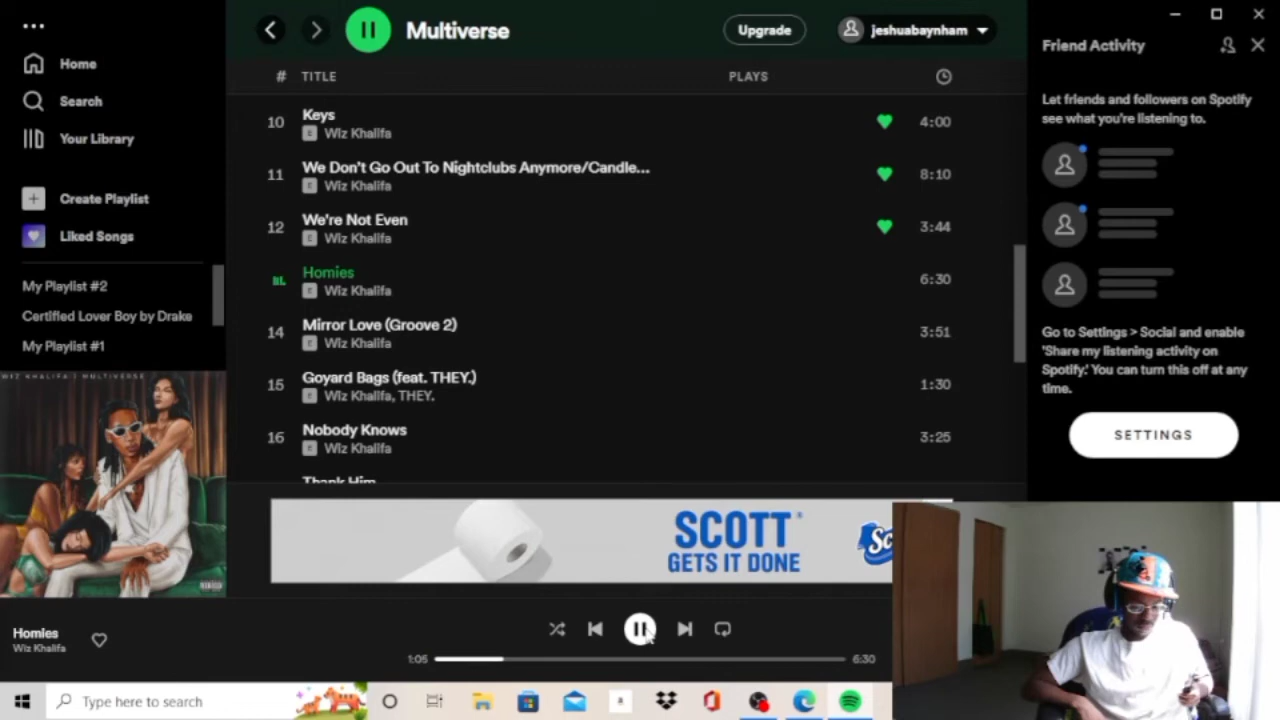 Home
Search
Your Library
Create Playlist
Liked Songs
My Playlist #2
Certified Lover Boy by Drake
My Playlist #1
WIZ KHALIFA | MULTIVERSE
Multiverse
Upgrade
jeshuabaynham
# TITLE PLAYS
10 Keys 4:00
E Wiz Khalifa
11 We Don't Go Out To Nightclubs Anymore/Candle... 8:10
E Wiz Khalifa
12 We're Not Even 3:44
E Wiz Khalifa
Homies 6:30
E Wiz Khalifa
14 Mirror Love (Groove 2) 3:51
E Wiz Khalifa
15 Goyard Bags (feat. THEY.) 1:30
E Wiz Khalifa, THEY.
16 Nobody Knows 3:25
E Wiz Khalifa
Thank Him
SCOTT®
GETS IT DONE
Sc
Friend Activity
Let friends and followers on Spotify
see what you're listening to.
Go to Settings > Social and enable
'Share my listening activity on
Spotify.' You can turn this off at any
time.
SETTINGS
Homies
Wiz Khalifa
1:05 6:30
Type here to search